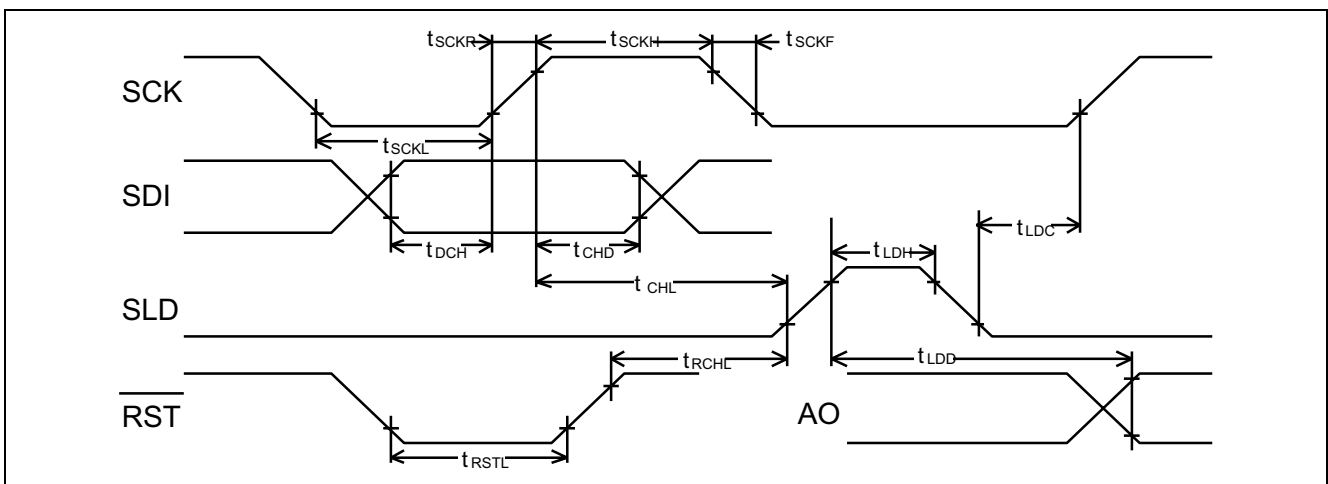 tSCKR
tSCKH
tSCKF
SCK
tSCKL
SDI
tDCH
tCHD
tLDH
tLDC
tCHL
SLD
tRCHL
tLDD
RST
AO
tRSTL